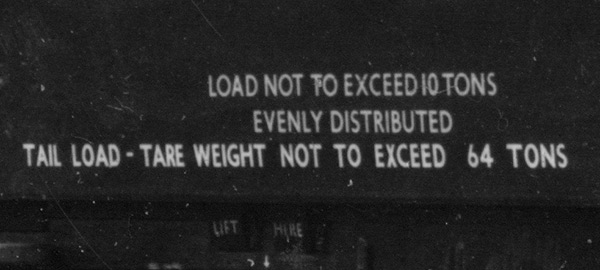 LOAD NOT TO EXCEED 10 TONS
EVENLY DISTRIBUTED
TAIL LOAD - TARE WEIGHT NOT TO EXCEED 64 TONS
LIFT HERE